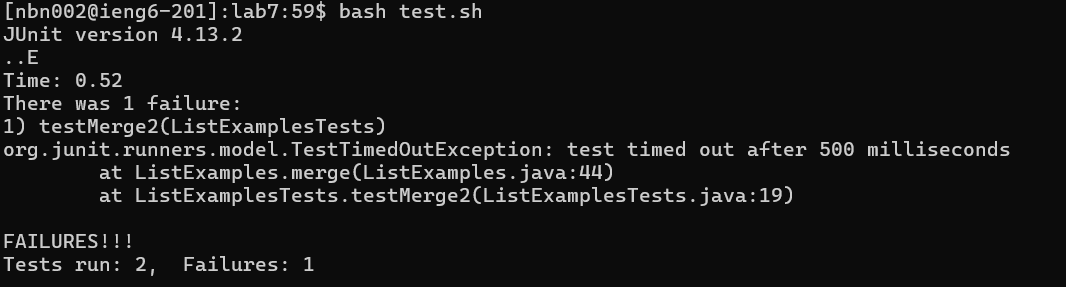 [nbn002@ieng6-201]:lab7:59$ bash test.sh
JUnit version 4.13.2
..E
Time: 0.52
There was 1 failure:
1) testMerge2(ListExamplesTests)
org.junit.runners.model.TestTimedOutException: test timed out after 500 milliseconds
        at ListExamples.merge(ListExamples.java:44)
        at ListExamplesTests.testMerge2(ListExamplesTests.java:19)

FAILURES!!!
Tests run: 2,  Failures: 1